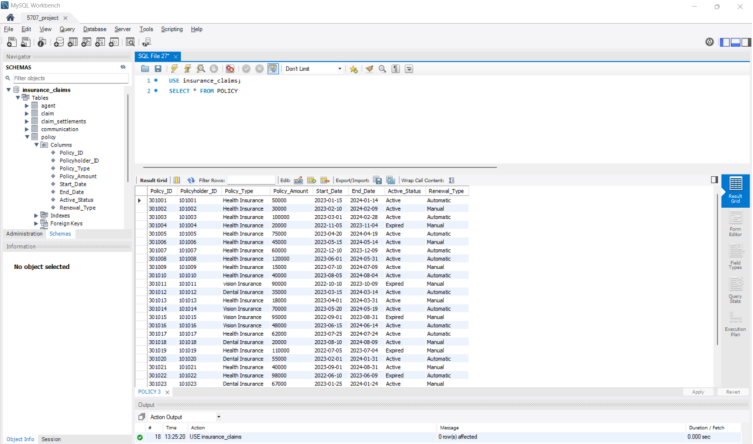 MySQL Workbench
5707_project ×
File Edit View Query Database Server Tools Scripting Help
Navigator
SCHEMAS
Filter objects
insurance_claims
Tables
agent
claim
claim_settlements
communication
policy
Columns
Policy_ID
Policyholder_ID
Policy_Type
Policy_Amount
Start_Date
End_Date
Active_Status
Renewal_Type
Indexes
Foreign Keys
Administration Schemas
Information
No object selected
Object Info Session
SQL File 27* ×
Don't Limit
1 USE insurance_claims;
2 SELECT * FROM POLICY
Result Grid Filter Rows: Edit: Export/Import: Wrap Cell Content:
Policy_ID Policyholder_ID Policy_Type Policy_Amount Start_Date End_Date Active_Status Renewal_Type
301001 101001 Health Insurance 50000 2023-01-15 2024-01-14 Active Automatic
301002 101002 Health Insurance 30000 2023-02-10 2024-02-09 Active Manual
301003 101003 Health Insurance 100000 2023-03-01 2024-02-28 Active Automatic
301004 101004 Health Insurance 20000 2022-11-05 2023-11-04 Expired Manual
301005 101005 Health Insurance 75000 2023-04-20 2024-04-19 Active Automatic
301006 101006 Health Insurance 45000 2023-05-15 2024-05-14 Active Manual
301007 101007 Health Insurance 60000 2022-12-10 2023-12-09 Active Automatic
301008 101008 Health Insurance 120000 2023-06-01 2024-05-31 Active Automatic
301009 101009 Health Insurance 15000 2023-07-10 2024-07-09 Active Manual
301010 101010 Health Insurance 40000 2023-08-05 2024-08-04 Active Automatic
301011 101011 vision Insurance 90000 2022-10-10 2023-10-09 Expired Manual
301012 101012 Dental Insurance 35000 2023-03-15 2024-03-14 Active Automatic
301013 101013 Health Insurance 18000 2023-04-01 2024-03-31 Active Manual
301014 101014 Vision Insurance 70000 2023-05-20 2024-05-19 Active Automatic
301015 101015 Vision Insurance 95000 2022-09-01 2023-08-31 Expired Manual
301016 101016 Vision Insurance 48000 2023-06-15 2024-06-14 Active Automatic
301017 101017 Health Insurance 62000 2023-07-25 2024-07-24 Active Automatic
301018 101018 Dental Insurance 20000 2023-08-10 2024-08-09 Active Manual
301019 101019 Health Insurance 110000 2022-07-05 2023-07-04 Expired Manual
301020 101020 Dental Insurance 55000 2023-02-01 2024-01-31 Active Automatic
301021 101021 Health Insurance 40000 2023-09-01 2024-08-31 Active Manual
301022 101022 Health Insurance 98000 2022-06-10 2023-06-09 Expired Automatic
301023 101023 Dental Insurance 67000 2023-01-25 2024-01-24 Active Manual
Result Grid
Form Editor
Field Types
Query Stats
Execution Plan
POLICY 3 × Apply Revert
Output
Action Output
# Time Action Message Duration / Fetch
18 13:25:20 USE insurance_claims 0 row(s) affected 0.000 sec